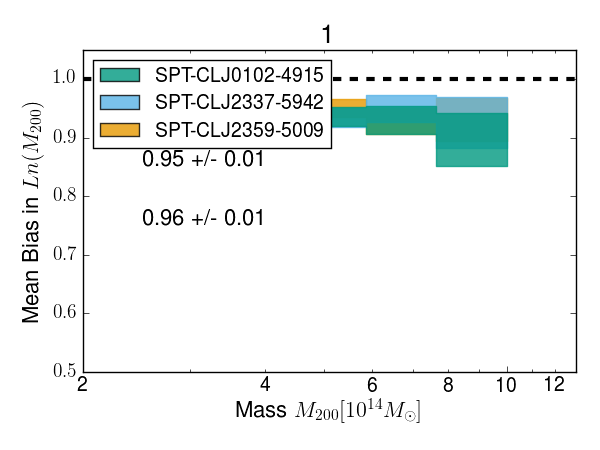 1
SPT-CLJ0102-4915
SPT-CLJ2337-5942
SPT-CLJ2359-5009
0.95 +/- 0.01
0.96 +/- 0.01
1.0
0.9
0.8
0.7
0.6
0.5
Mean Bias in Ln(M₂₀₀)
2 4 6 8 10 12
Mass M₂₀₀[10¹⁴M☉]